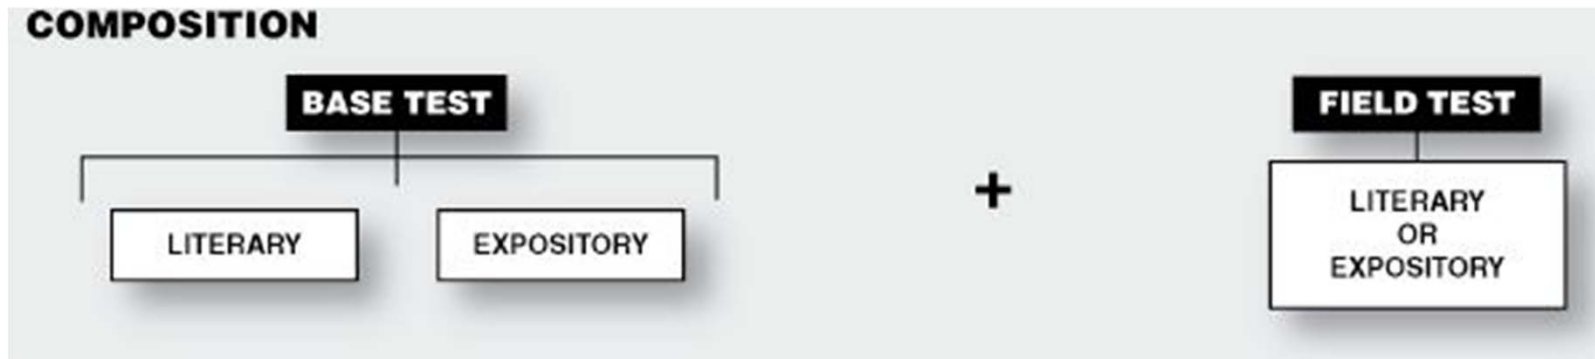 COMPOSITION
BASE TEST
LITERARY
EXPOSITORY
+
FIELD TEST
LITERARY
OR
EXPOSITORY